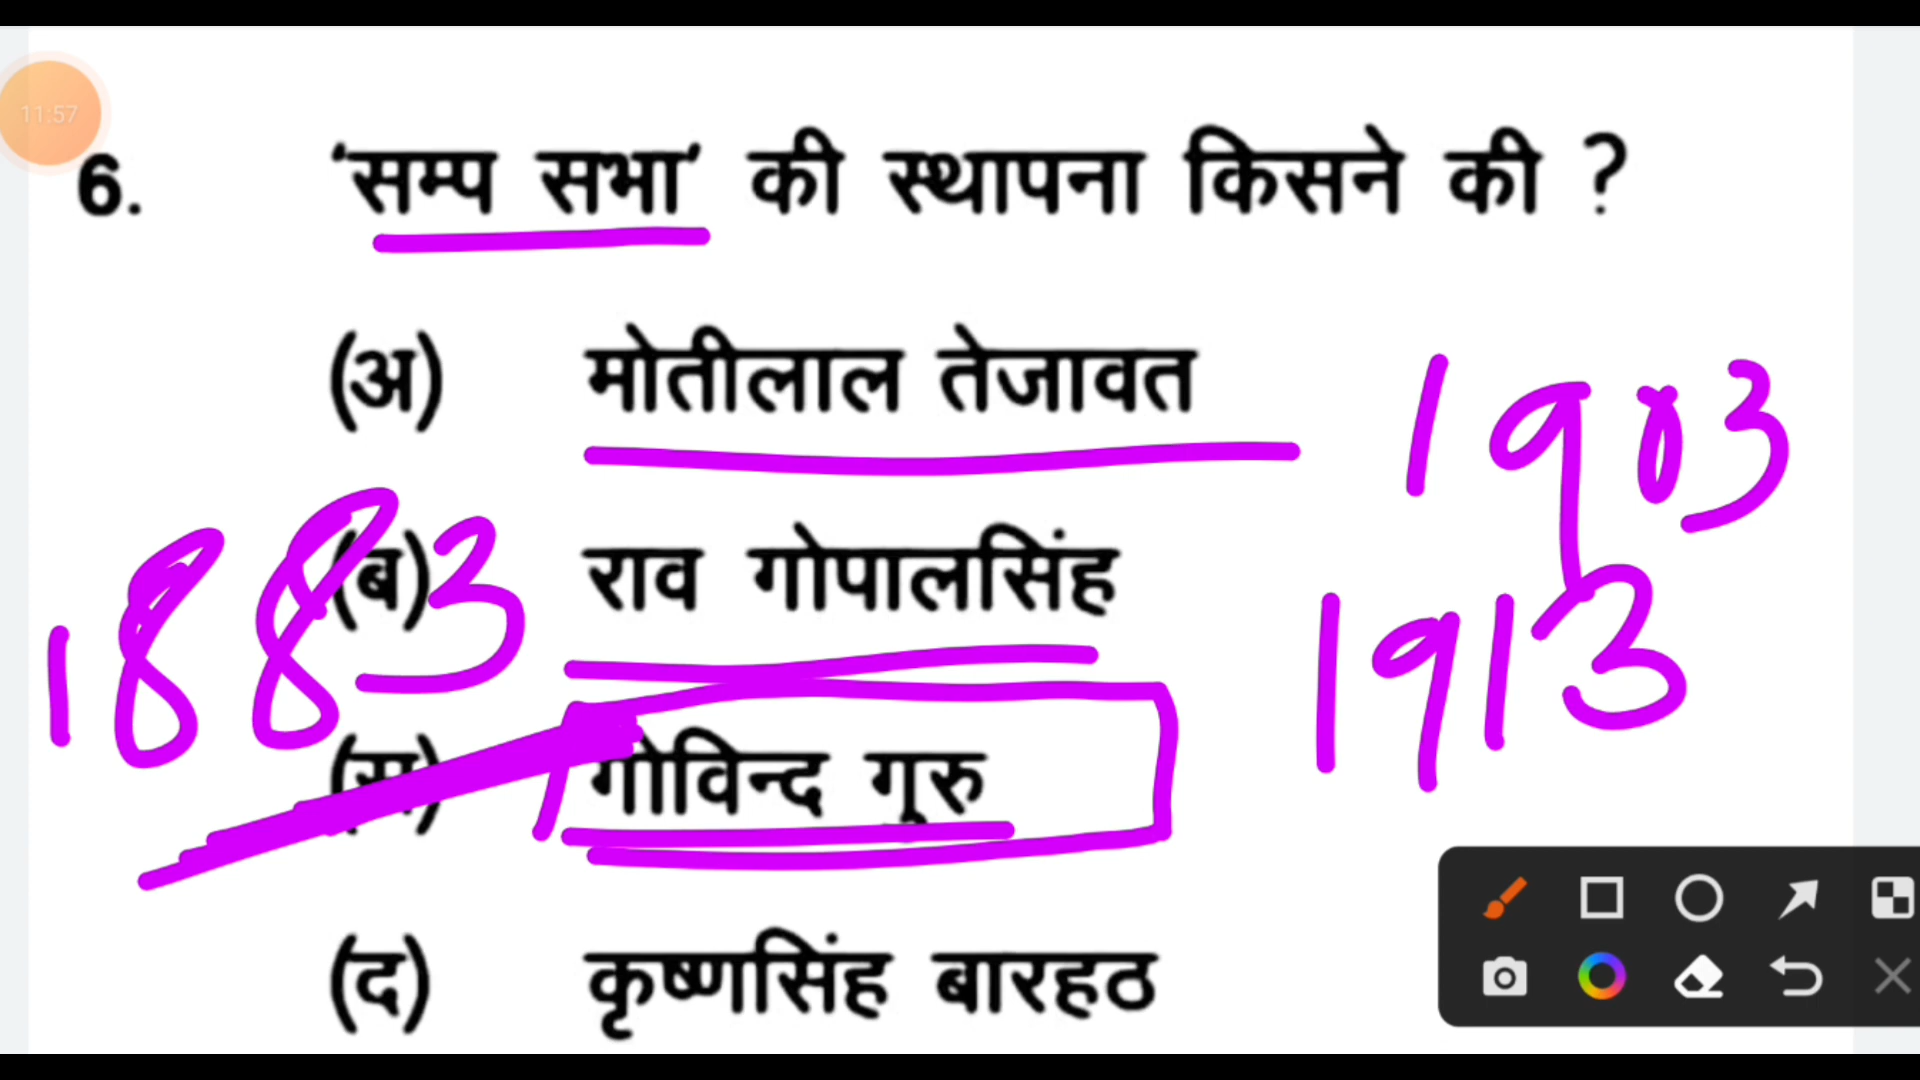 11:57
6. ‘सम्प सभा’ की स्थापना किसने की ?
(अ) मोतीलाल तेजावत
1903
(ब) राव गोपालसिंह
1883
1913
(स) गोविन्द गुरु
(द) कृष्णसिंह बारहठ